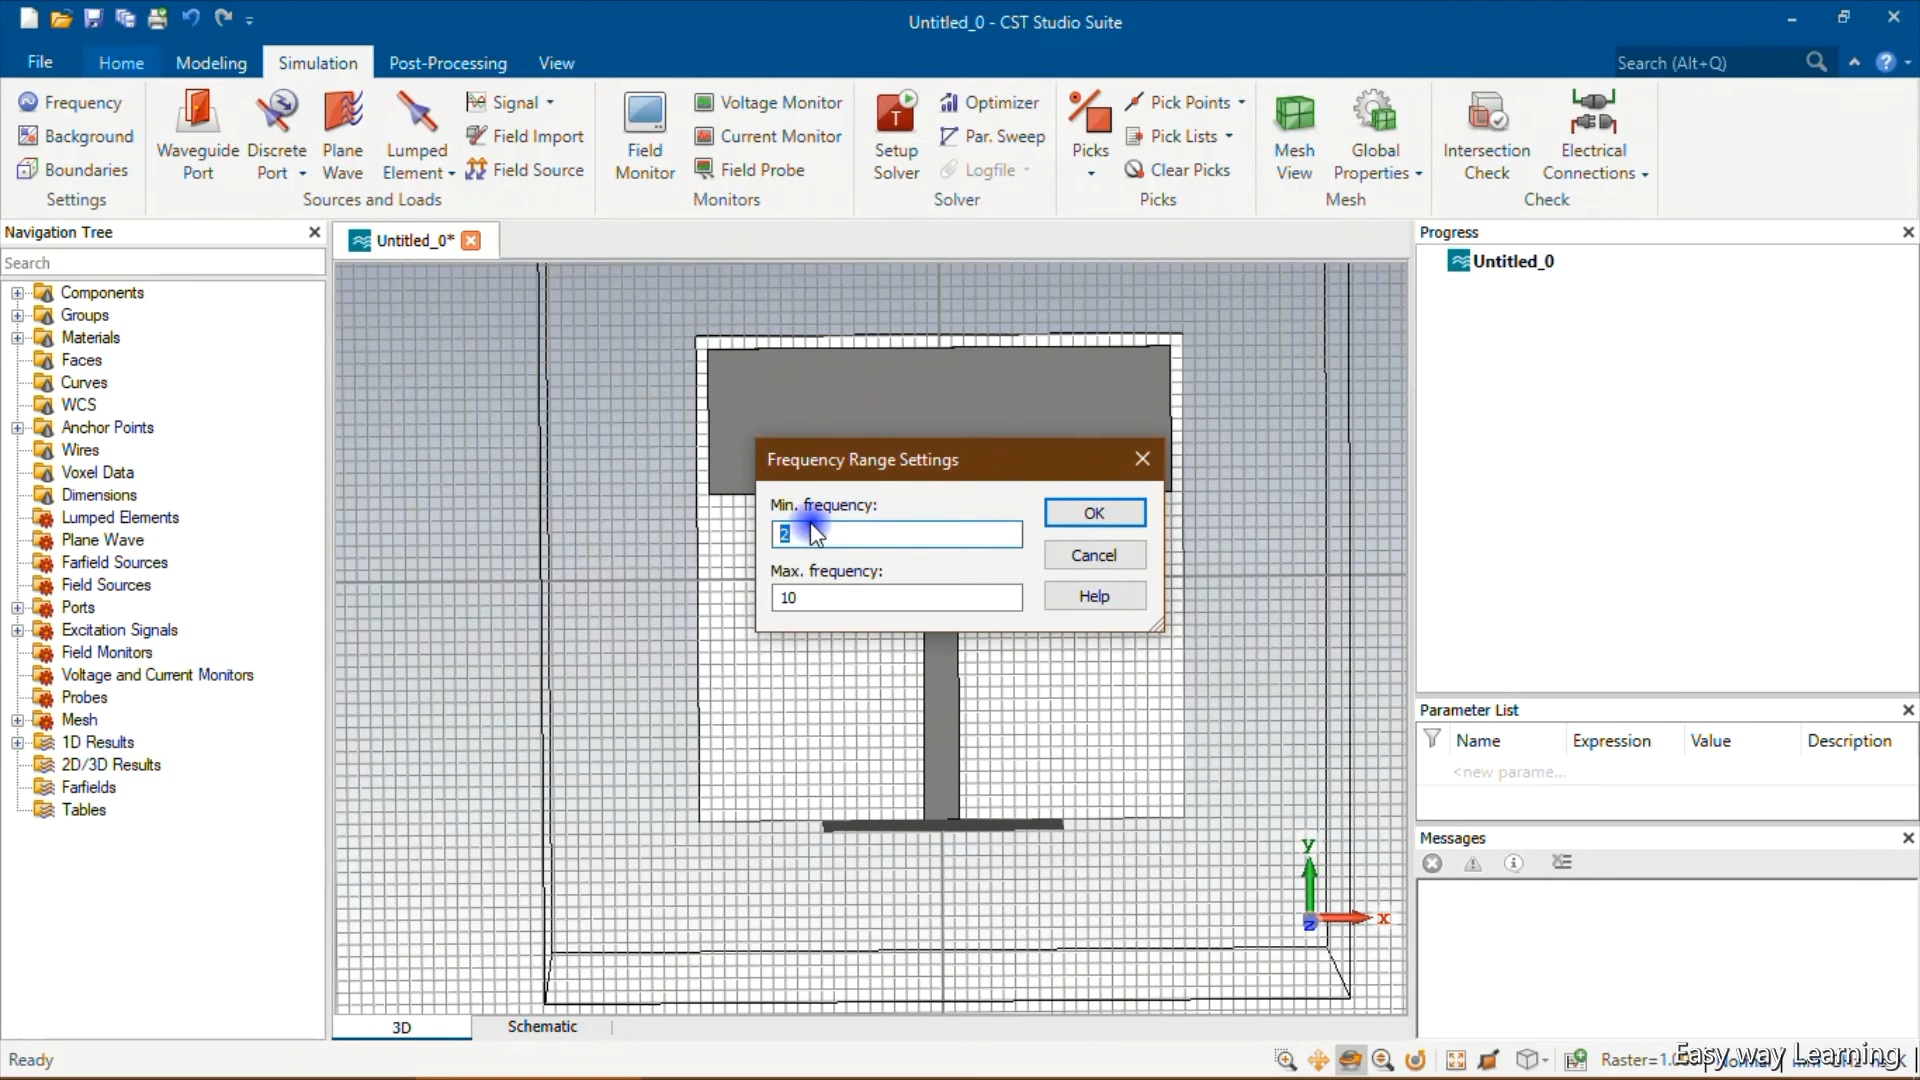 Untitled_0 - CST Studio Suite
File Home Modeling Simulation Post-Processing View Search (Alt+Q)
Frequency
Background
Boundaries
Settings
Waveguide Port
Discrete Port
Plane Wave
Lumped Element
Signal
Field Import
Field Source
Sources and Loads
Field Monitor
Voltage Monitor
Current Monitor
Field Probe
Monitors
Setup Solver
Optimizer
Par. Sweep
Logfile
Solver
Picks
Pick Points
Pick Lists
Clear Picks
Picks
Mesh View
Global Properties
Mesh
Intersection Check
Electrical Connections
Check
Navigation Tree
Search
Components
Groups
Materials
Faces
Curves
WCS
Anchor Points
Wires
Voxel Data
Dimensions
Lumped Elements
Plane Wave
Farfield Sources
Field Sources
Ports
Excitation Signals
Field Monitors
Voltage and Current Monitors
Probes
Mesh
1D Results
2D/3D Results
Farfields
Tables
Untitled_0*
Frequency Range Settings
Min. frequency:
2
Max. frequency:
10
OK
Cancel
Help
y
x
z
3D Schematic
Progress
Untitled_0
Parameter List
Name Expression Value Description
<new parame...
Messages
Ready
Raster=1.0
Easy way Learning